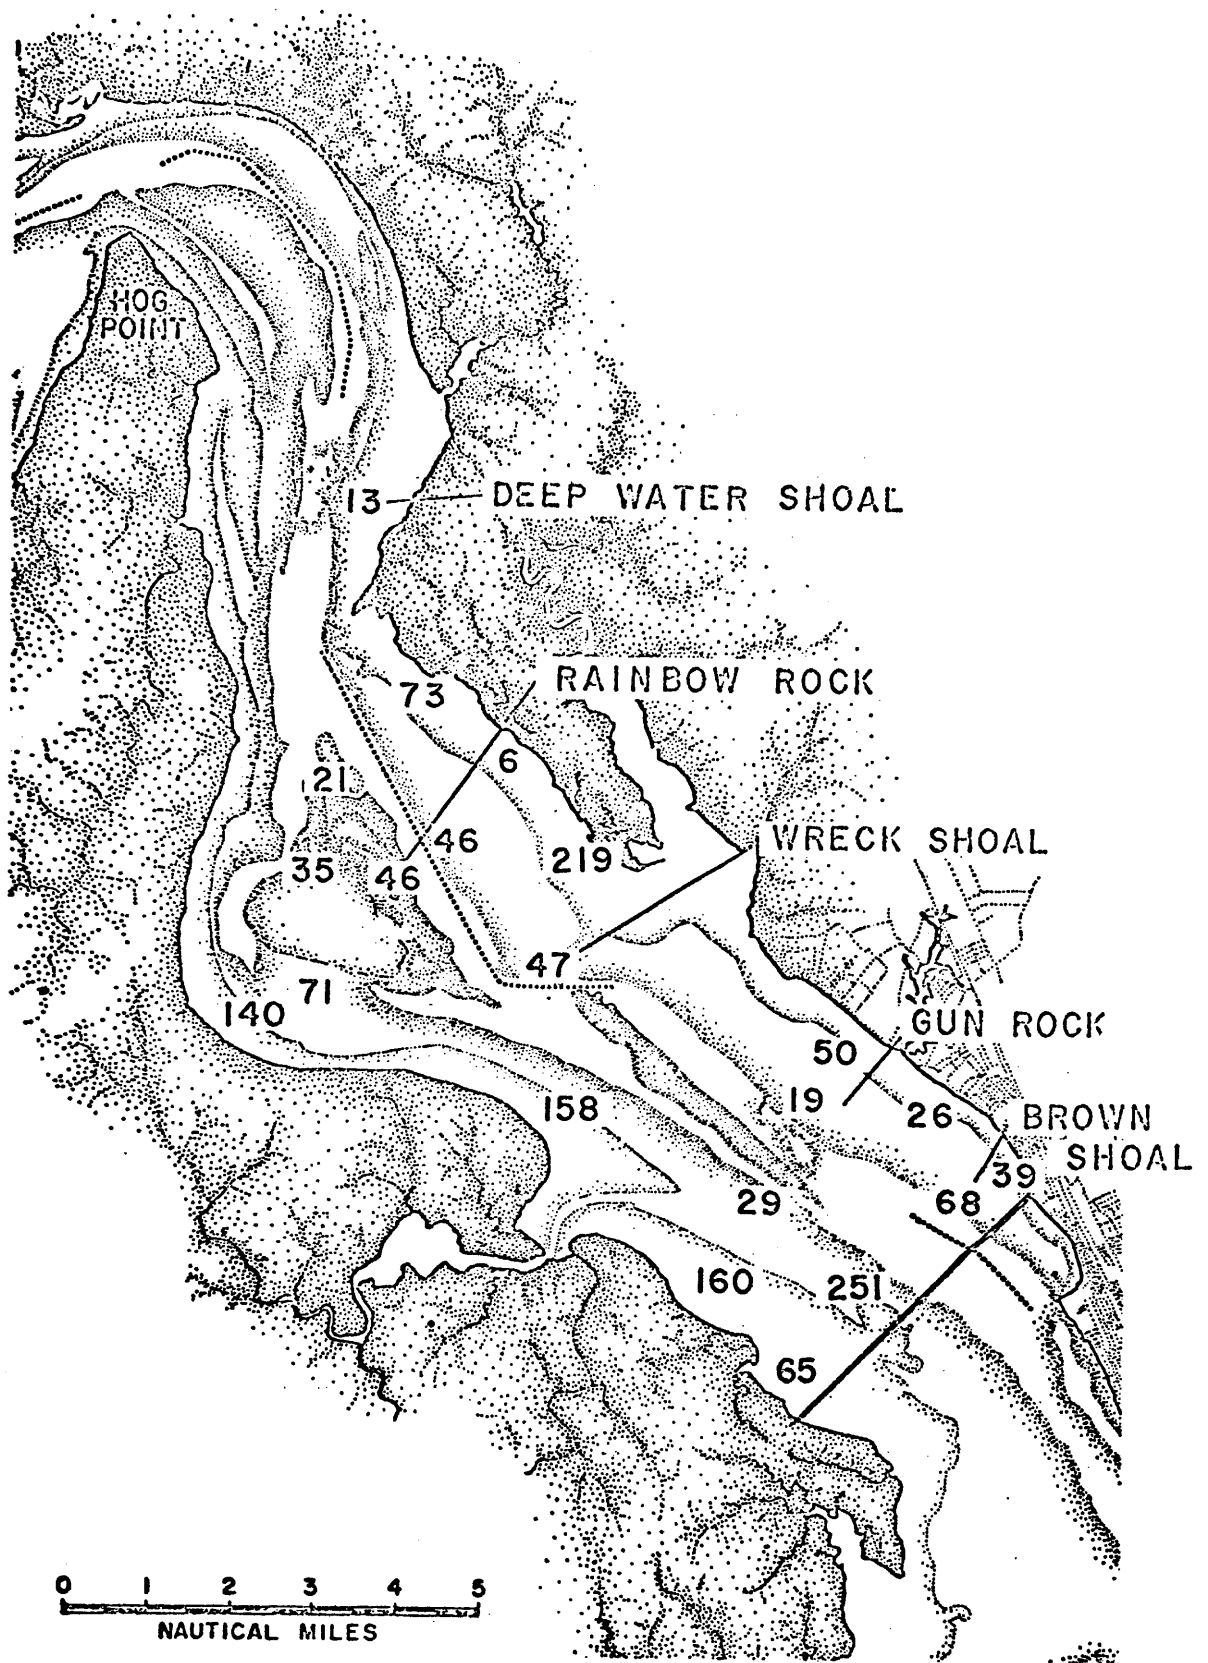 HOG
POINT
13
DEEP WATER SHOAL
RAINBOW ROCK
73
6
21
46
WRECK SHOAL
219
35
46
47
71
140
GUN ROCK
50
158
19
26
BROWN
SHOAL
39
29
68
160
251
65
0 1 2 3 4 5
NAUTICAL MILES